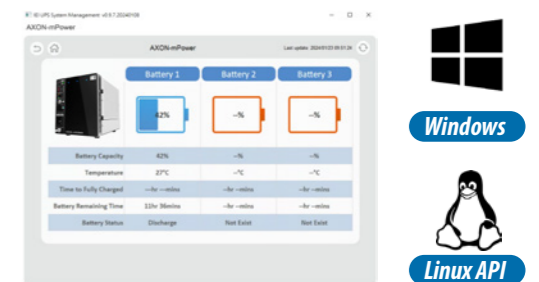 IEI UPS System Management: v0.9.7.20240108
AXON-mPower
AXON-mPower
Last update: 2024/01/23 09:51:36
Battery 1 Battery 2 Battery 3
42% --% --%
Battery Capacity 42% --% --%
Temperature 27°C --°C --°C
Time to Fully Charged --hr --mins --hr --mins --hr --mins
Battery Remaining Time 22hr 36mins --hr --mins --hr --mins
Battery Status Discharge Not Exist Not Exist
Windows
Linux API